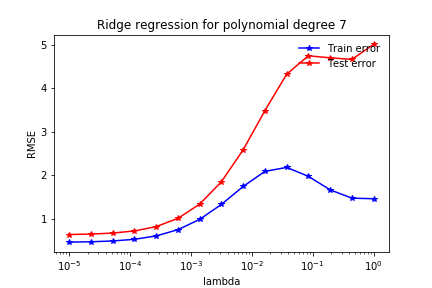 Ridge regression for polynomial degree 7
5
4
3
2
1
RMSE
Train error
Test error
10⁻⁵ 10⁻⁴ 10⁻³ 10⁻² 10⁻¹ 10⁰
lambda